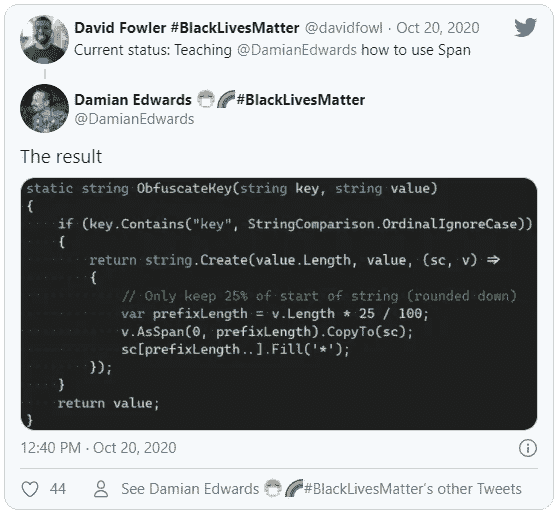 David Fowler #BlackLivesMatter @davidfowl · Oct 20, 2020
Current status: Teaching @DamianEdwards how to use Span
Damian Edwards 😷🌈#BlackLivesMatter
@DamianEdwards
The result
static string ObfuscateKey(string key, string value)
{
    if (key.Contains("key", StringComparison.OrdinalIgnoreCase))
    {
        return string.Create(value.Length, value, (sc, v) ⇒
        {
            // Only keep 25% of start of string (rounded down)
            var prefixLength = v.Length * 25 / 100;
            v.AsSpan(0, prefixLength).CopyTo(sc);
            sc[prefixLength..].Fill('*');
        });
    }
    return value;
}
12:40 PM · Oct 20, 2020
44
See Damian Edwards 😷🌈#BlackLivesMatter's other Tweets